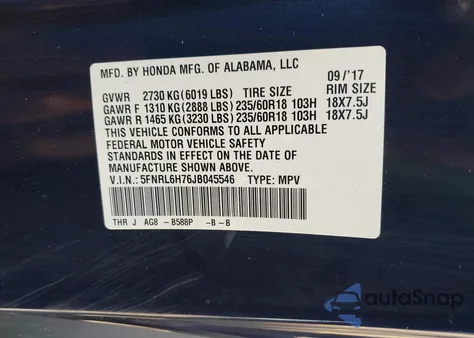 MFD. BY HONDA MFG. OF ALABAMA, LLC 09/'17
GVWR 2730 KG (6019 LBS) TIRE SIZE RIM SIZE
GAWR F 1310 KG (2888 LBS) 235/60R18 103H 18X7.5J
GAWR R 1465 KG (3230 LBS) 235/60R18 103H 18X7.5J
THIS VEHICLE CONFORMS TO ALL APPLICABLE
FEDERAL MOTOR VEHICLE SAFETY
STANDARDS IN EFFECT ON THE DATE OF
MANUFACTURE SHOWN ABOVE.
V.I.N.: 5FNRL6H76JB045546 TYPE: MPV
THR J AG8 -B588P -B -B
autoSnap